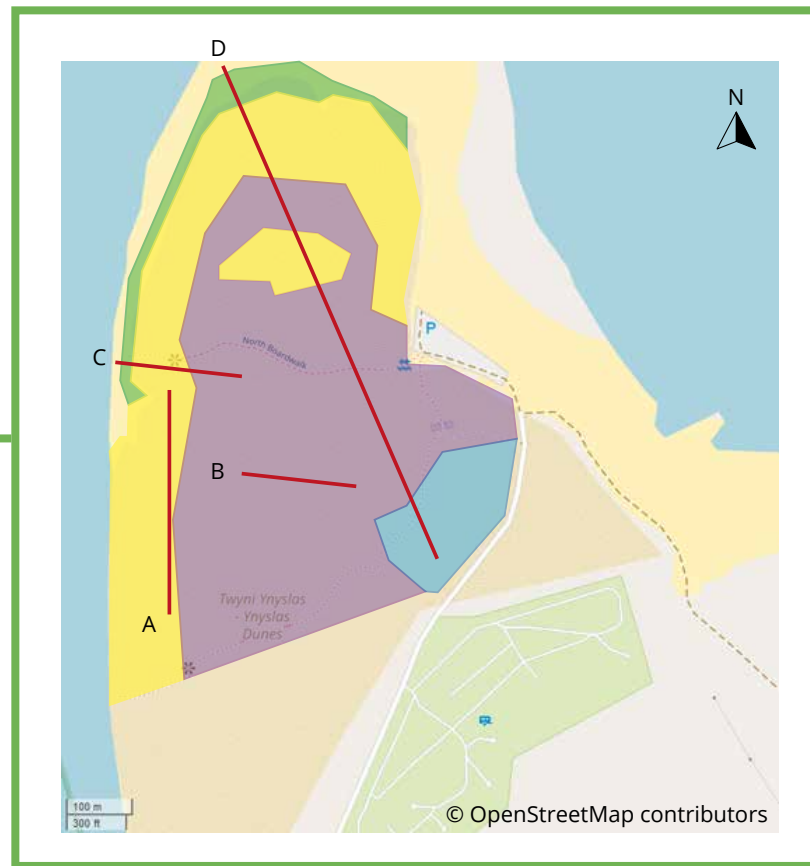 D
N
P
C
North Boardwalk
B
Twyni Ynyslas
- Ynyslas
Dunes
A
100 m
300 ft
© OpenStreetMap contributors